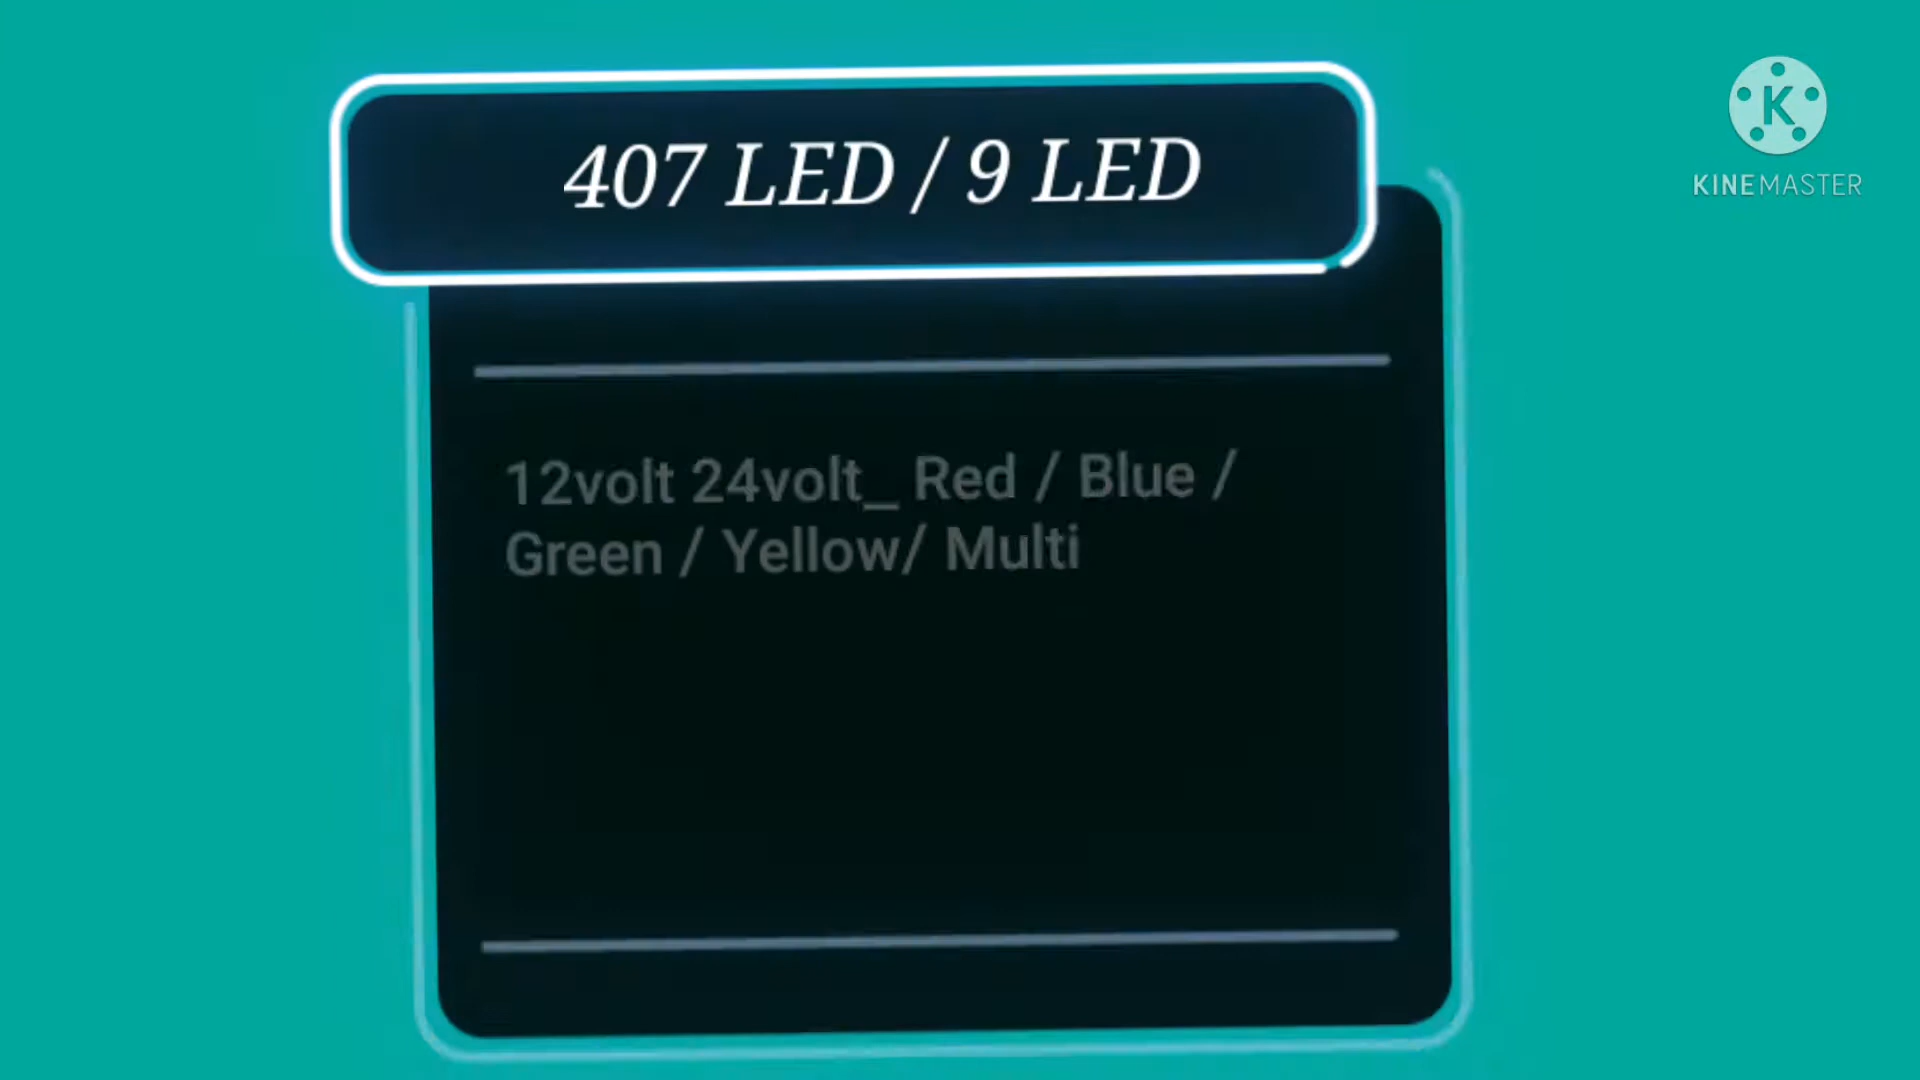 407 LED / 9 LED
K
KINEMASTER
12volt 24volt_ Red / Blue /
Green / Yellow/ Multi